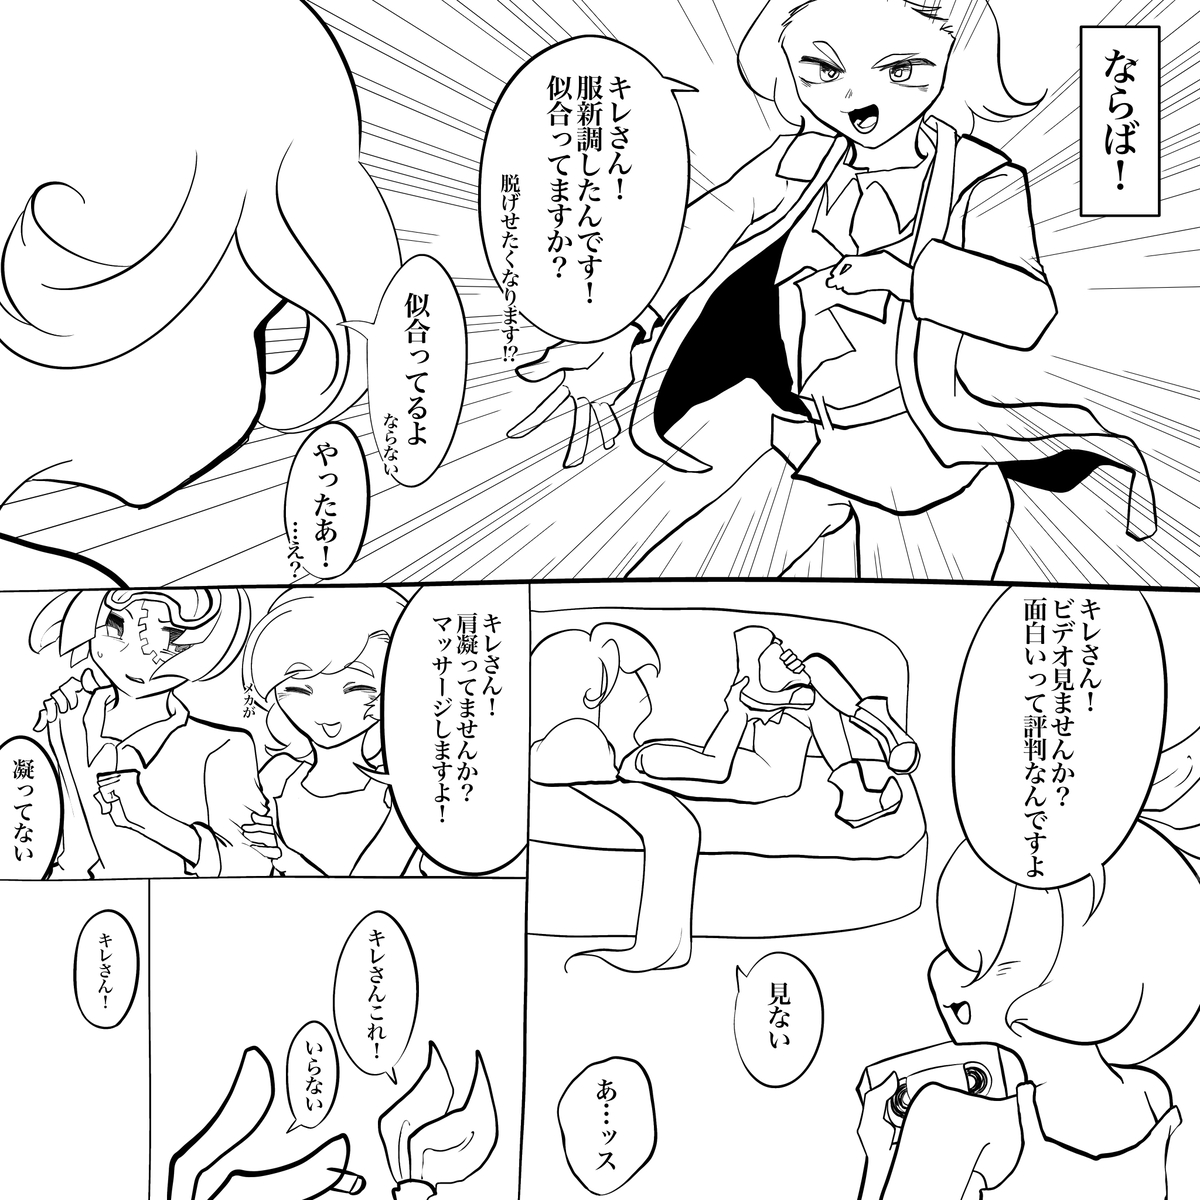 ならば！
キレさん！
服新調したんです！
似合ってますか？
脱げせたくなります!?
似合ってるよ
ならない
やったあ！
…え？
キレさん！
ビデオ見ませんか？
面白いって評判なんですよ
見ない
あ…ッス
キレさん！
肩凝ってませんか？
マッサージしますよ！
メカが
凝ってない
キレさんこれ！
いらない
キレさん！